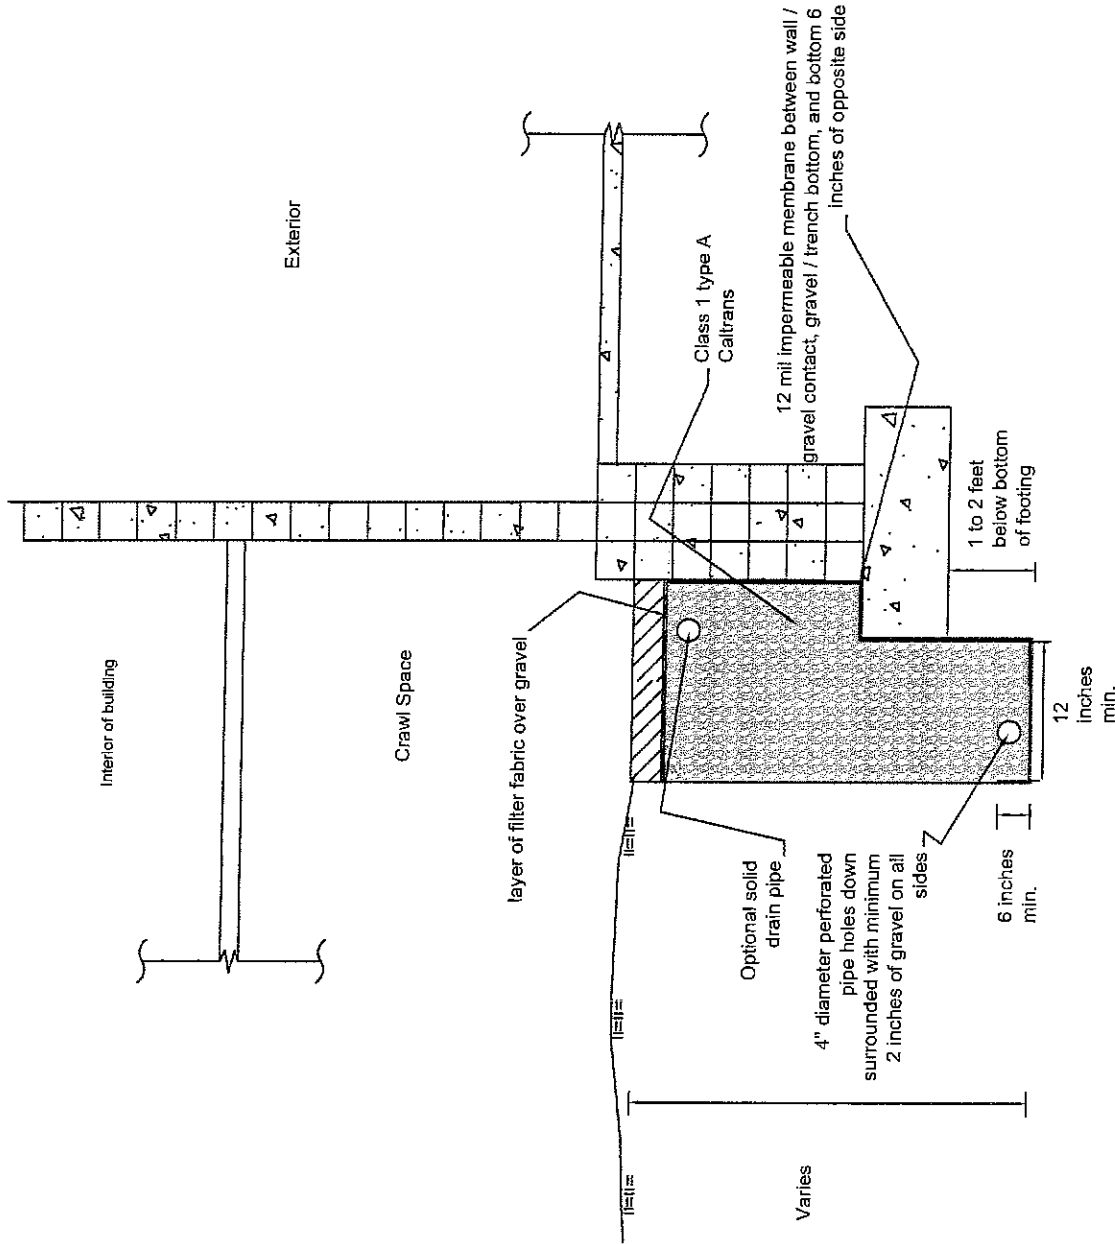 Interior of building
Exterior
Crawl Space
layer of filter fabric over gravel
Class 1 type A
Caltrans
12 mil impermeable membrane between wall /
gravel contact, gravel / trench bottom, and bottom 6
inches of opposite side
Optional solid
drain pipe
4" diameter perforated
pipe holes down
surrounded with minimum
2 inches of gravel on all
sides
1 to 2 feet
below bottom
of footing
Varies
6 inches
min.
12
inches
min.